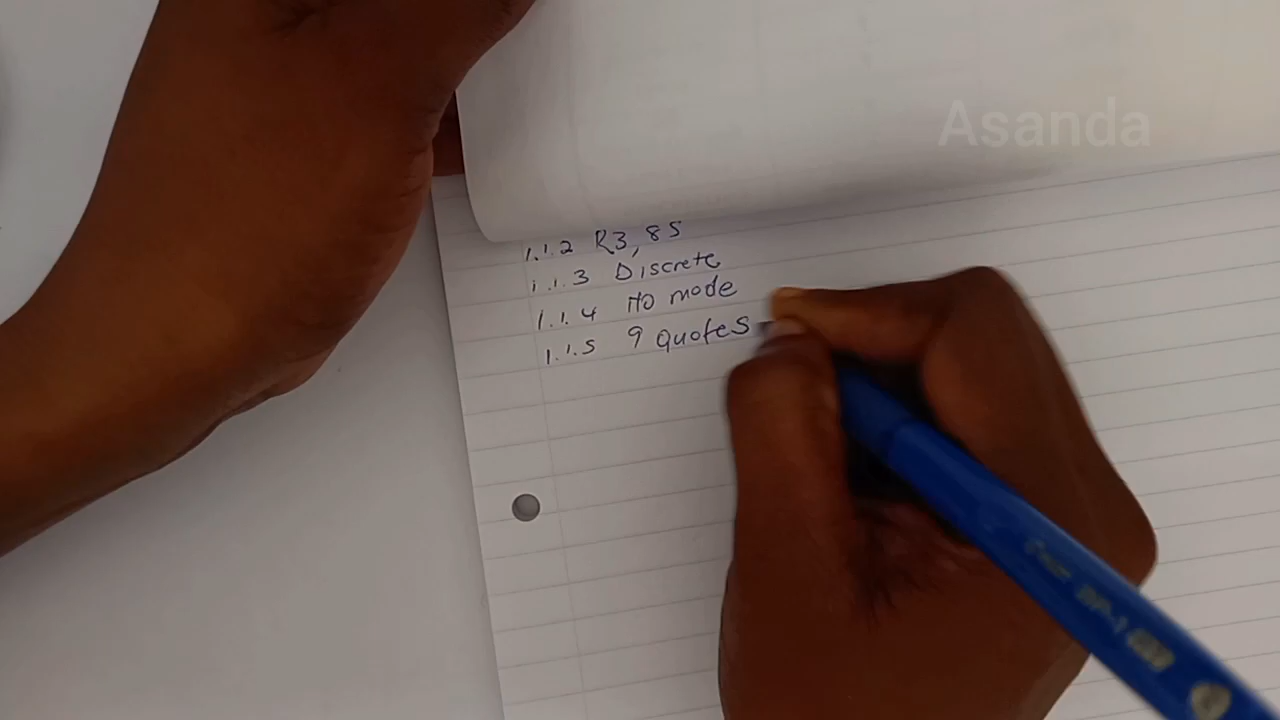 Asanda
1.1.2 R3,85
1.1.3 Discrete
1.1.4 No mode
1.1.5 9 quotes